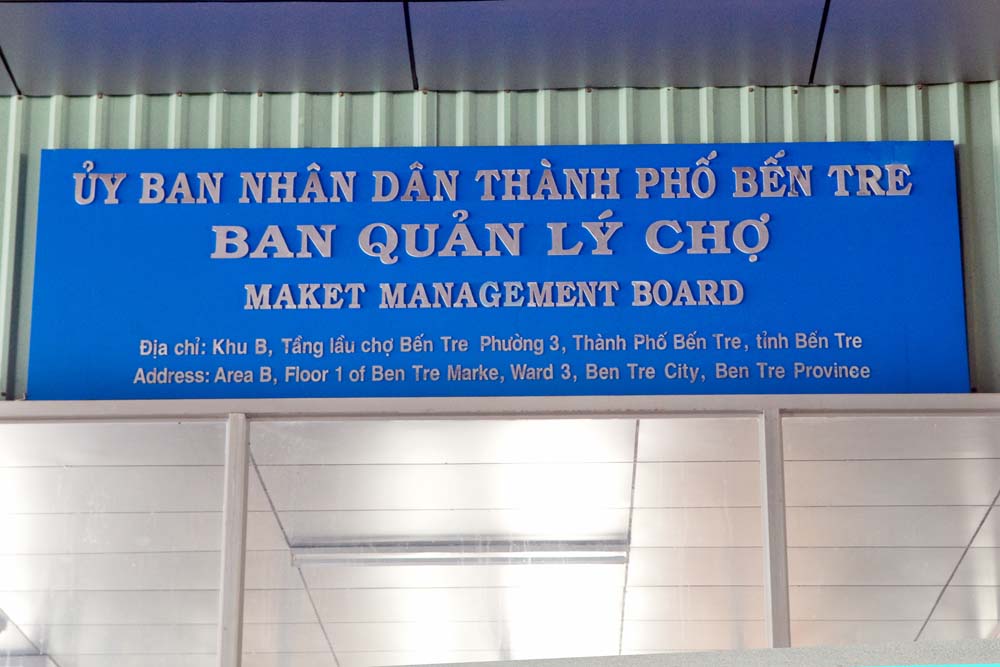 ỦY BAN NHÂN DÂN THÀNH PHỐ BẾN TRE
BAN QUẢN LÝ CHỢ
MAKET MANAGEMENT BOARD
Địa chỉ: Khu B, Tầng lầu chợ Bến Tre Phường 3, Thành Phố Bến Tre, tỉnh Bến Tre
Address: Area B, Floor 1 of Ben Tre Marke, Ward 3, Ben Tre City, Ben Tre Province